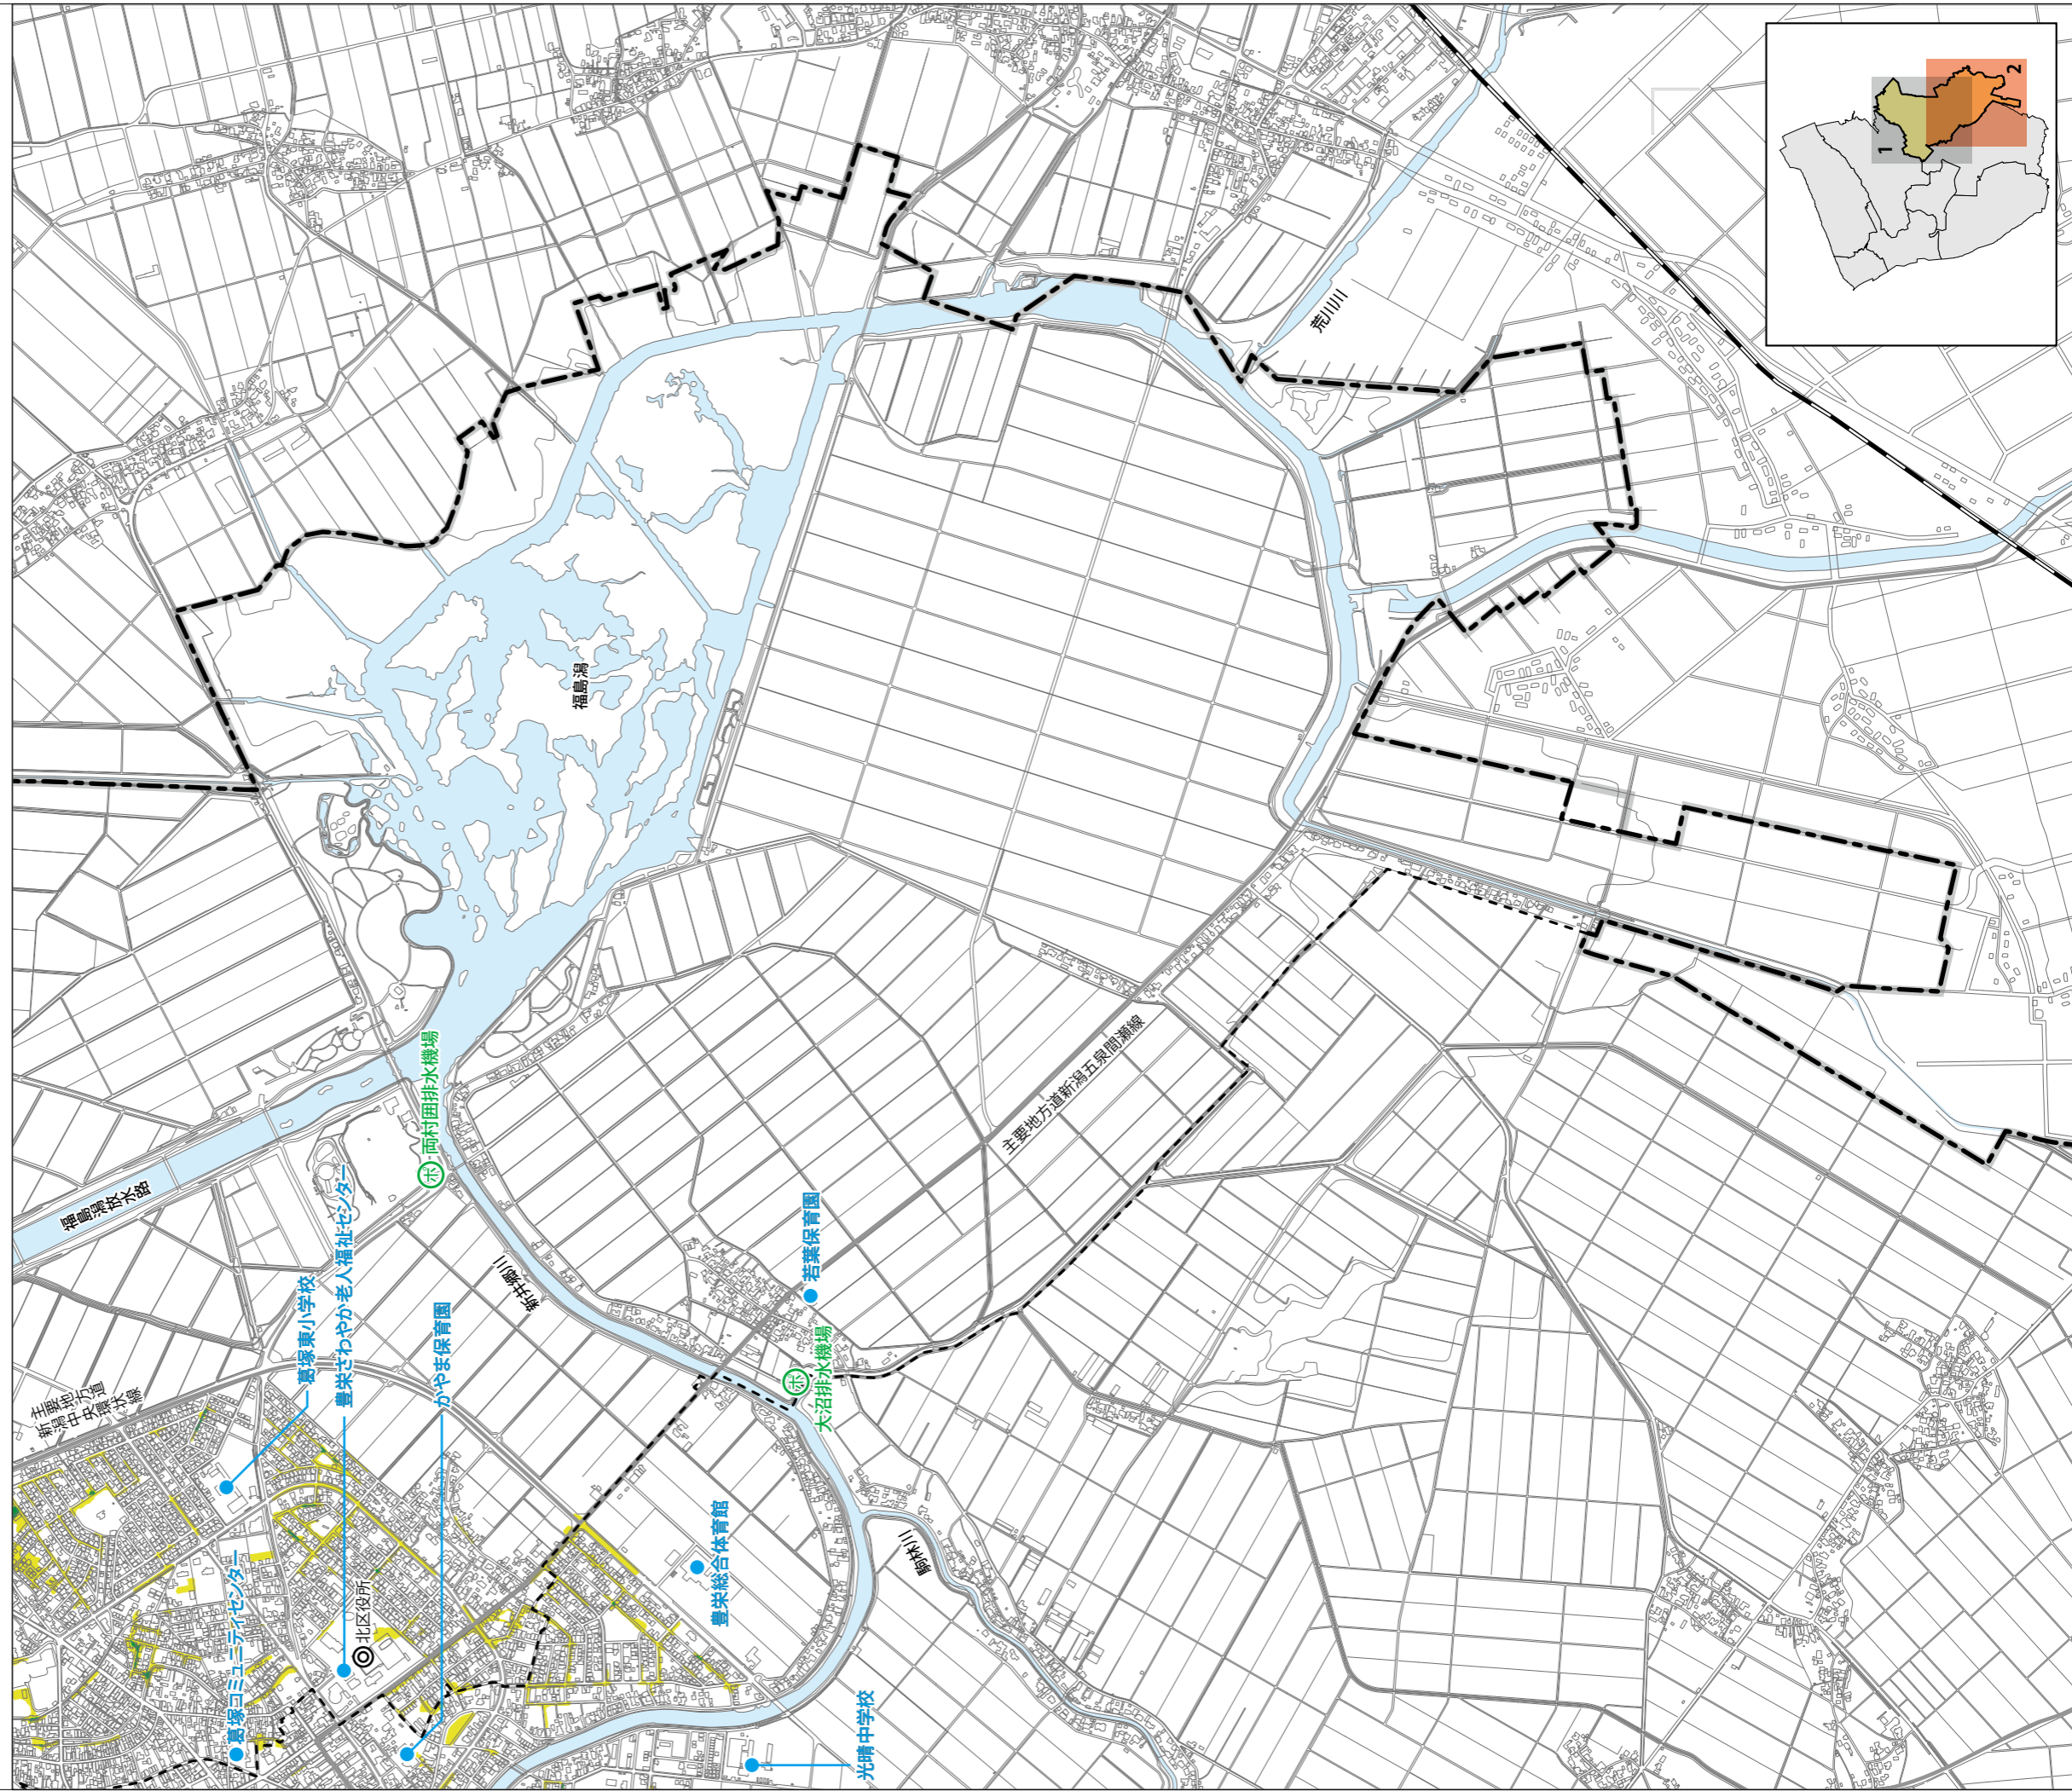 福島潟
荒川川
福島潟放水路
両村囲排水機場
ポ
新井郷川
主要地方道新潟五泉間瀬線
若葉保育園
大沼排水機場
ポ
主要地方道
新潟中央環状線
葛塚東小学校
豊栄さわやか老人福祉センター
かやま保育園
葛塚コミュニティセンター
北区役所
豊栄総合体育館
駒林川
光晴中学校
1
2